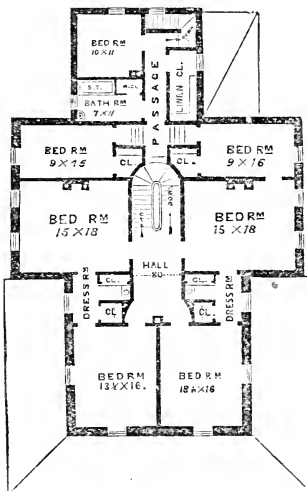 BED RM
10 X 11
DOWN
PASSAGE
LINEN CL.
S.T.
W.C.
BATH RM
7 X 11
BED RM
9 X 15
CL.
CL.
BED RM
9 X 16
BED RM
15 X 18
DOWN
BED RM
15 X 18
HALL
DRESS RM
CL.
CL.
CL.
CL.
DRESS RM
BED RM
13½ X 16.
BED RM